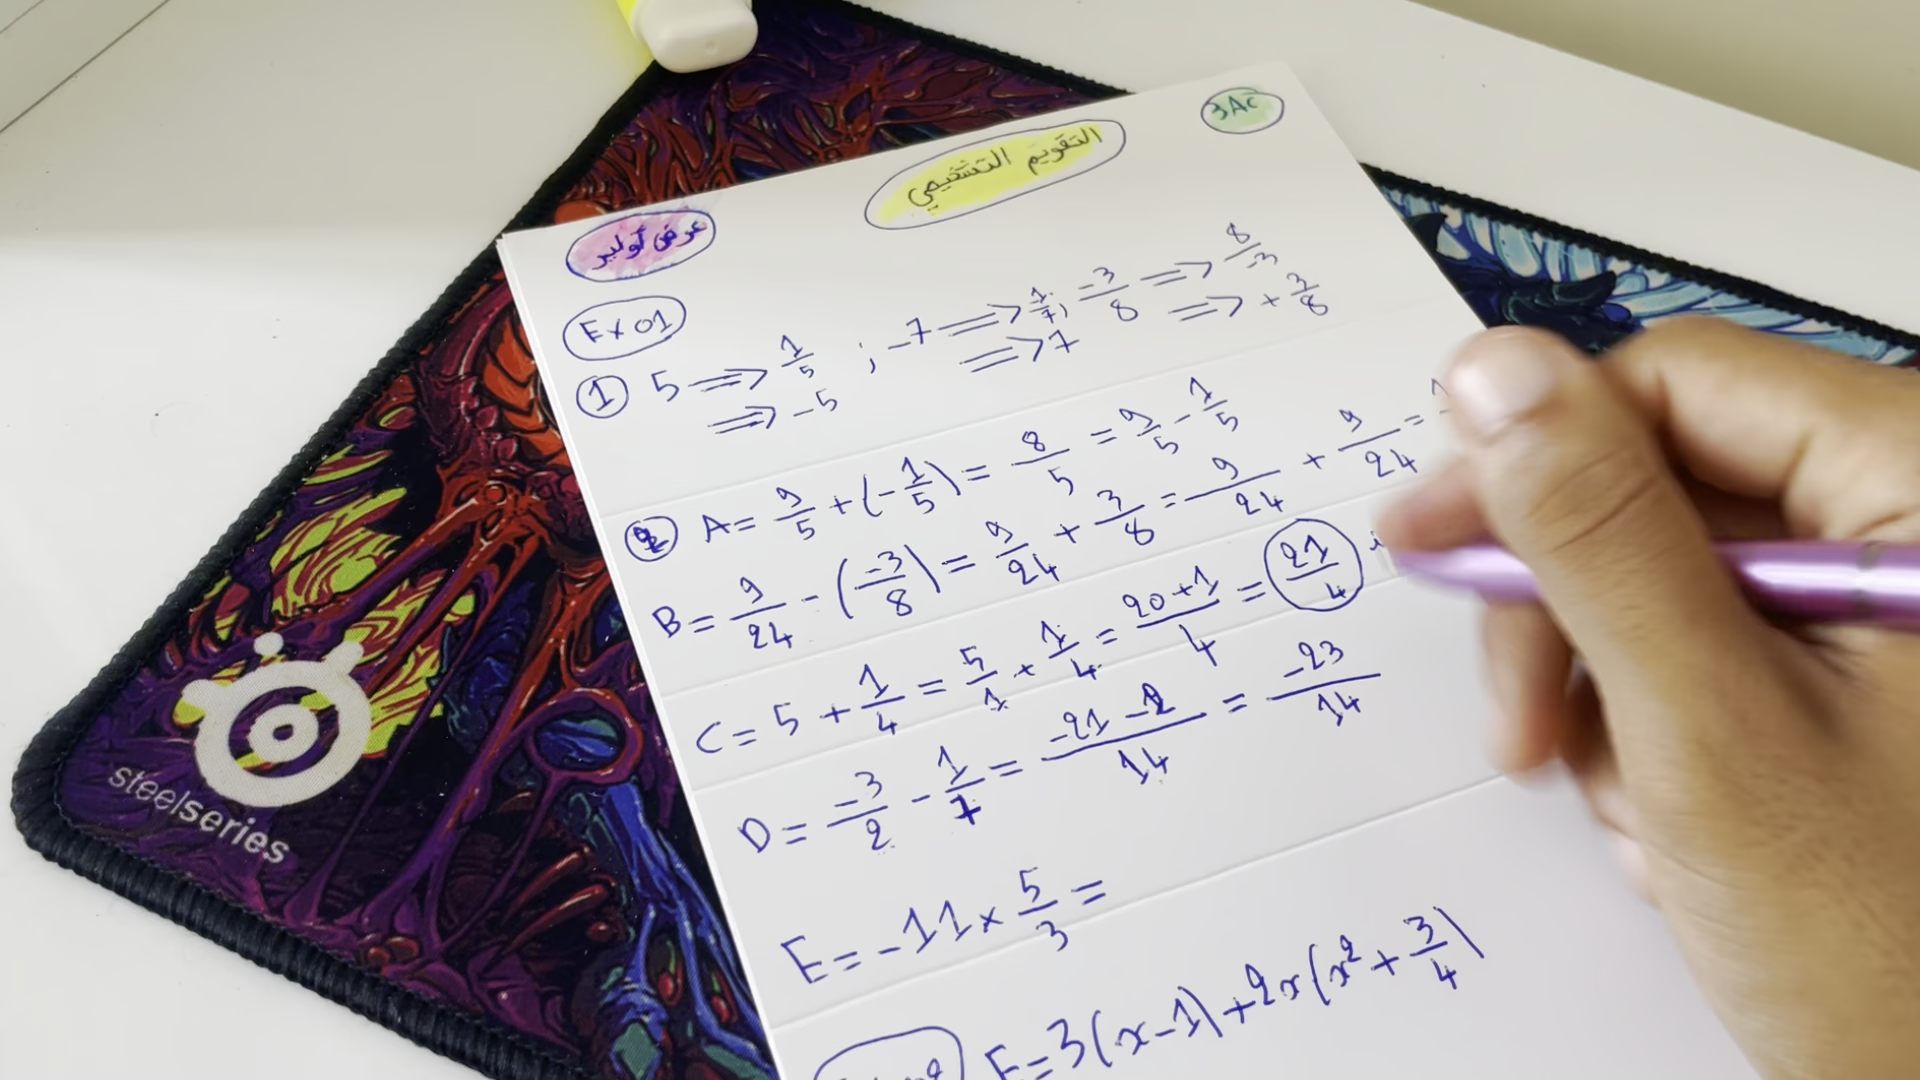 3AC
التقويم التشخيصي
عرض أولير
Ex 01
① 5 ⟹ 1/5 ; -7 ⟹ 1/7, -3/8 ⟹ 8/-3
⟹ -5 ⟹ 7 ⟹ + 3/8
② A = 9/5 + (-1/5) = 8/5 = 9/5 - 1/5
B = 9/24 - (-3/8) = 9/24 + 3/8 = 9/24 + 9/24 =
C = 5 + 1/4 = 5/1 + 1/4 = 20+1/4 = 21/4
D = -3/2 - 1/7 = -21-2/14 = -23/14
E = -11 × 5/3 =
F = 3(x-1) + 2x(x² + 3/4)
steelseries